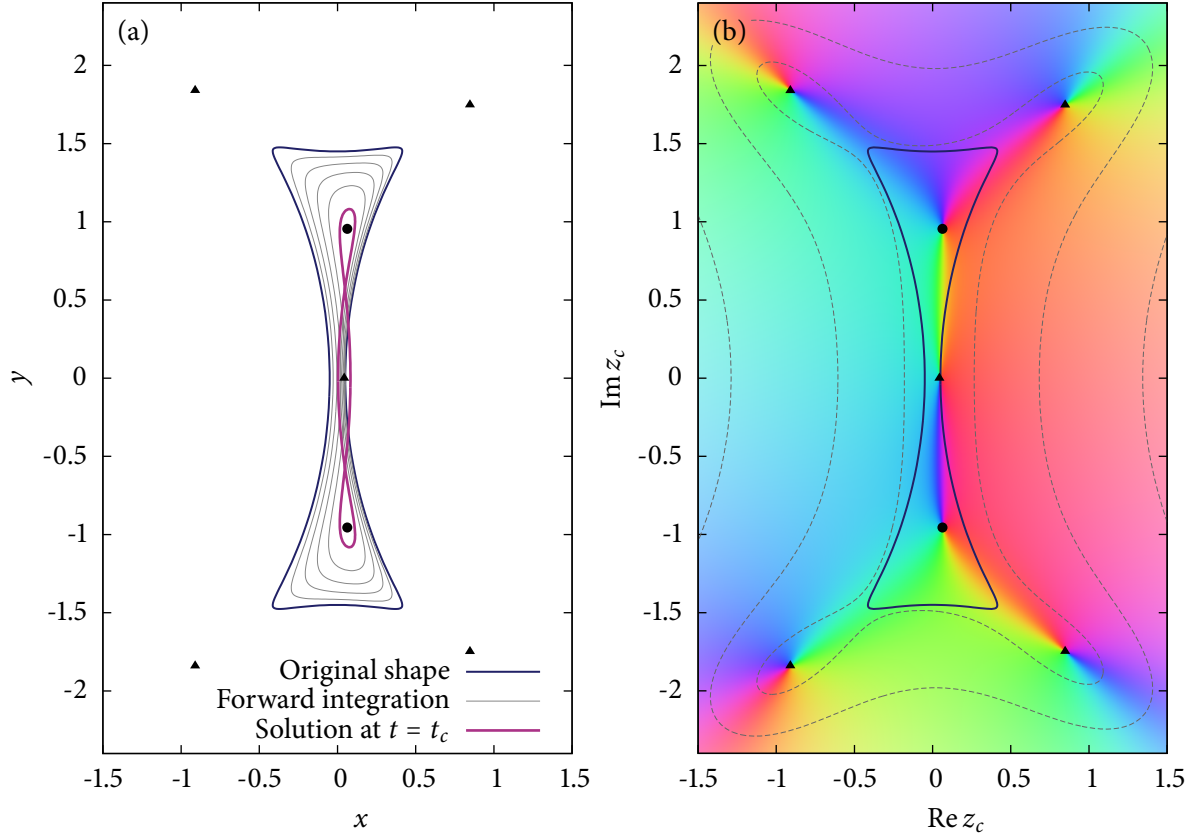 (a)
2
1.5
1
0.5
0
-0.5
-1
-1.5
-2
y
Original shape
Forward integration
Solution at t = t_c
-1.5 -1 -0.5 0 0.5 1 1.5
x
(b)
2
1.5
1
0.5
0
-0.5
-1
-1.5
-2
Im z_c
-1.5 -1 -0.5 0 0.5 1 1.5
Re z_c